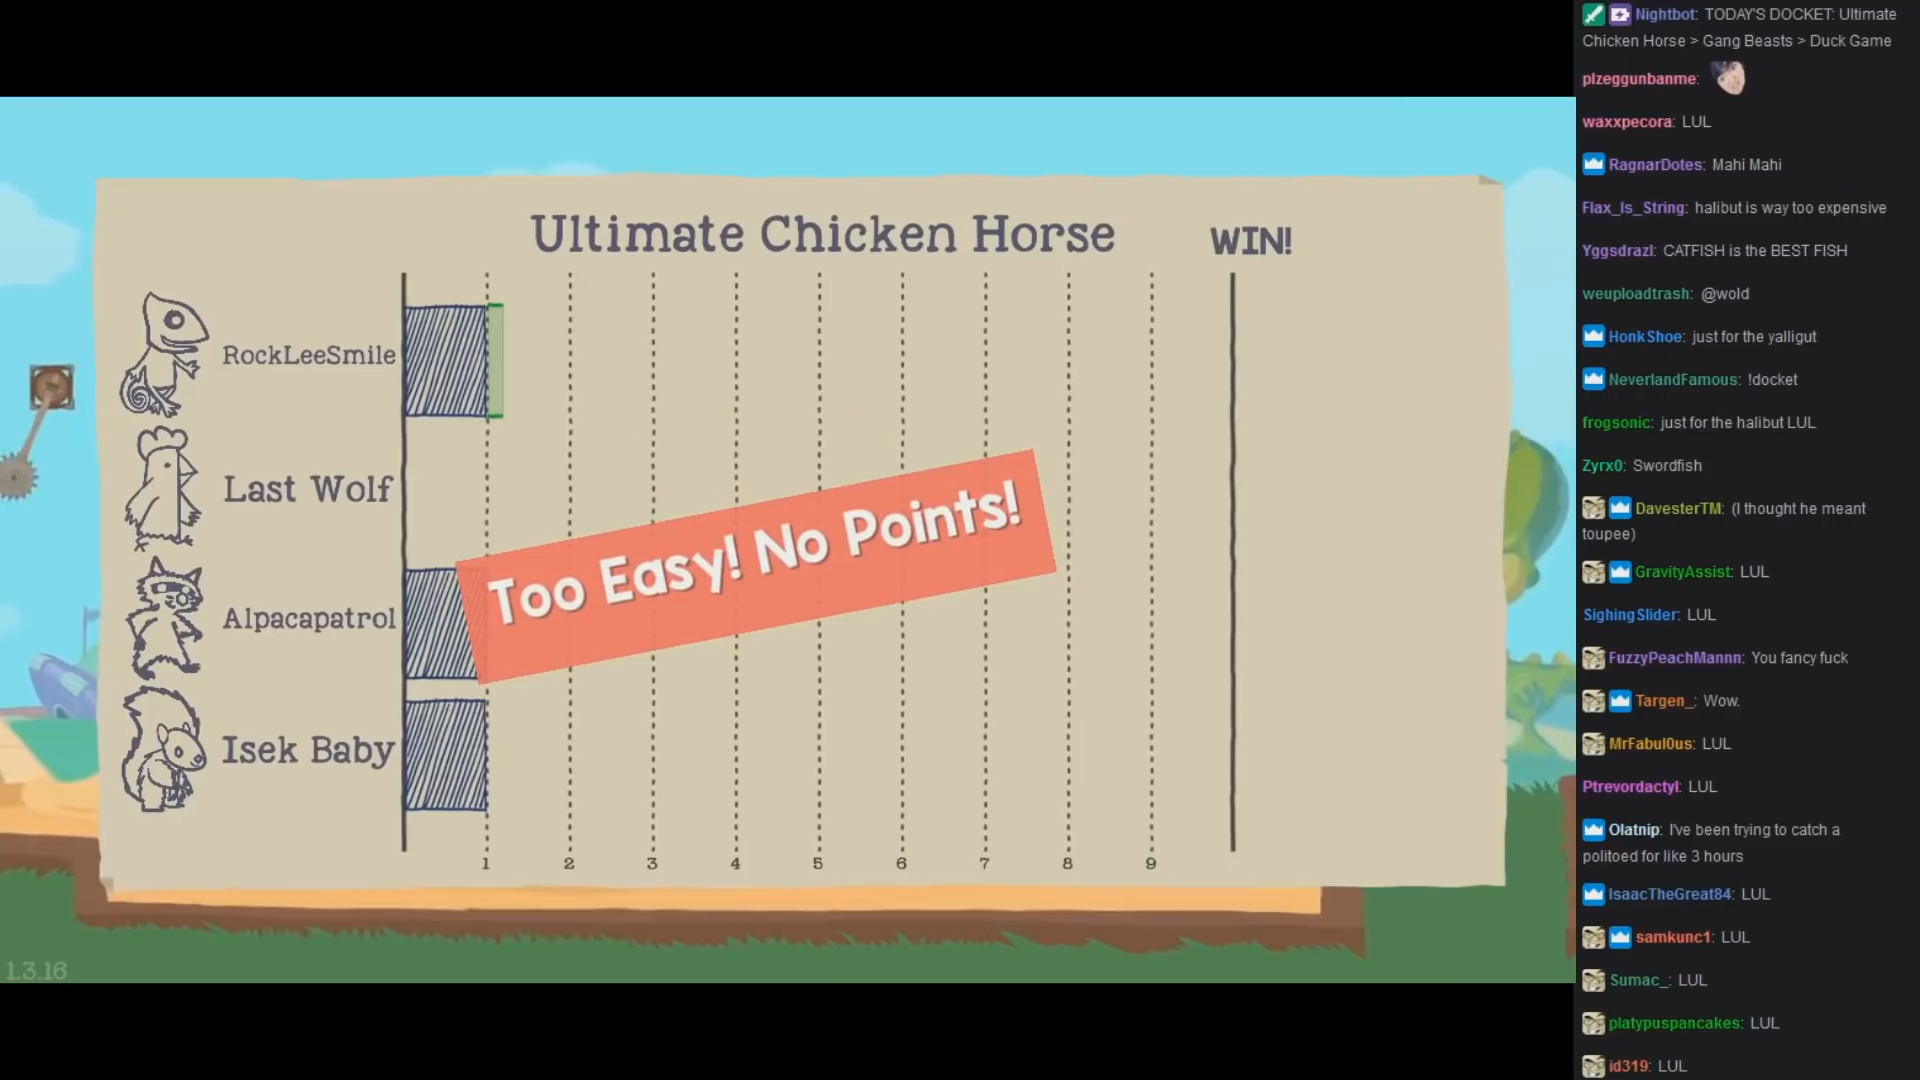 Ultimate Chicken Horse
WIN!
RockLeeSmile
Last Wolf
Too Easy! No Points!
Alpacapatrol
Isek Baby
1 2 3 4 5 6 7 8 9
1.3.16
Nightbot: TODAY'S DOCKET: Ultimate
Chicken Horse > Gang Beasts > Duck Game
plzeggunbanme:
waxxpecora: LUL
RagnarDotes: Mahi Mahi
Flax_Is_String: halibut is way too expensive
Yggsdrazl: CATFISH is the BEST FISH
weuploadtrash: @wold
HonkShoe: just for the yalligut
NeverlandFamous: !docket
frogsonic: just for the halibut LUL
Zyrx0: Swordfish
DavesterTM: (I thought he meant
toupee)
GravityAssist: LUL
SighingSlider: LUL
FuzzyPeachMannn: You fancy fuck
Targen_: Wow.
MrFabul0us: LUL
Ptrevordactyl: LUL
Olatnip: I've been trying to catch a
politoed for like 3 hours
IsaacTheGreat84: LUL
samkunc1: LUL
Sumac_: LUL
platypuspancakes: LUL
id319: LUL